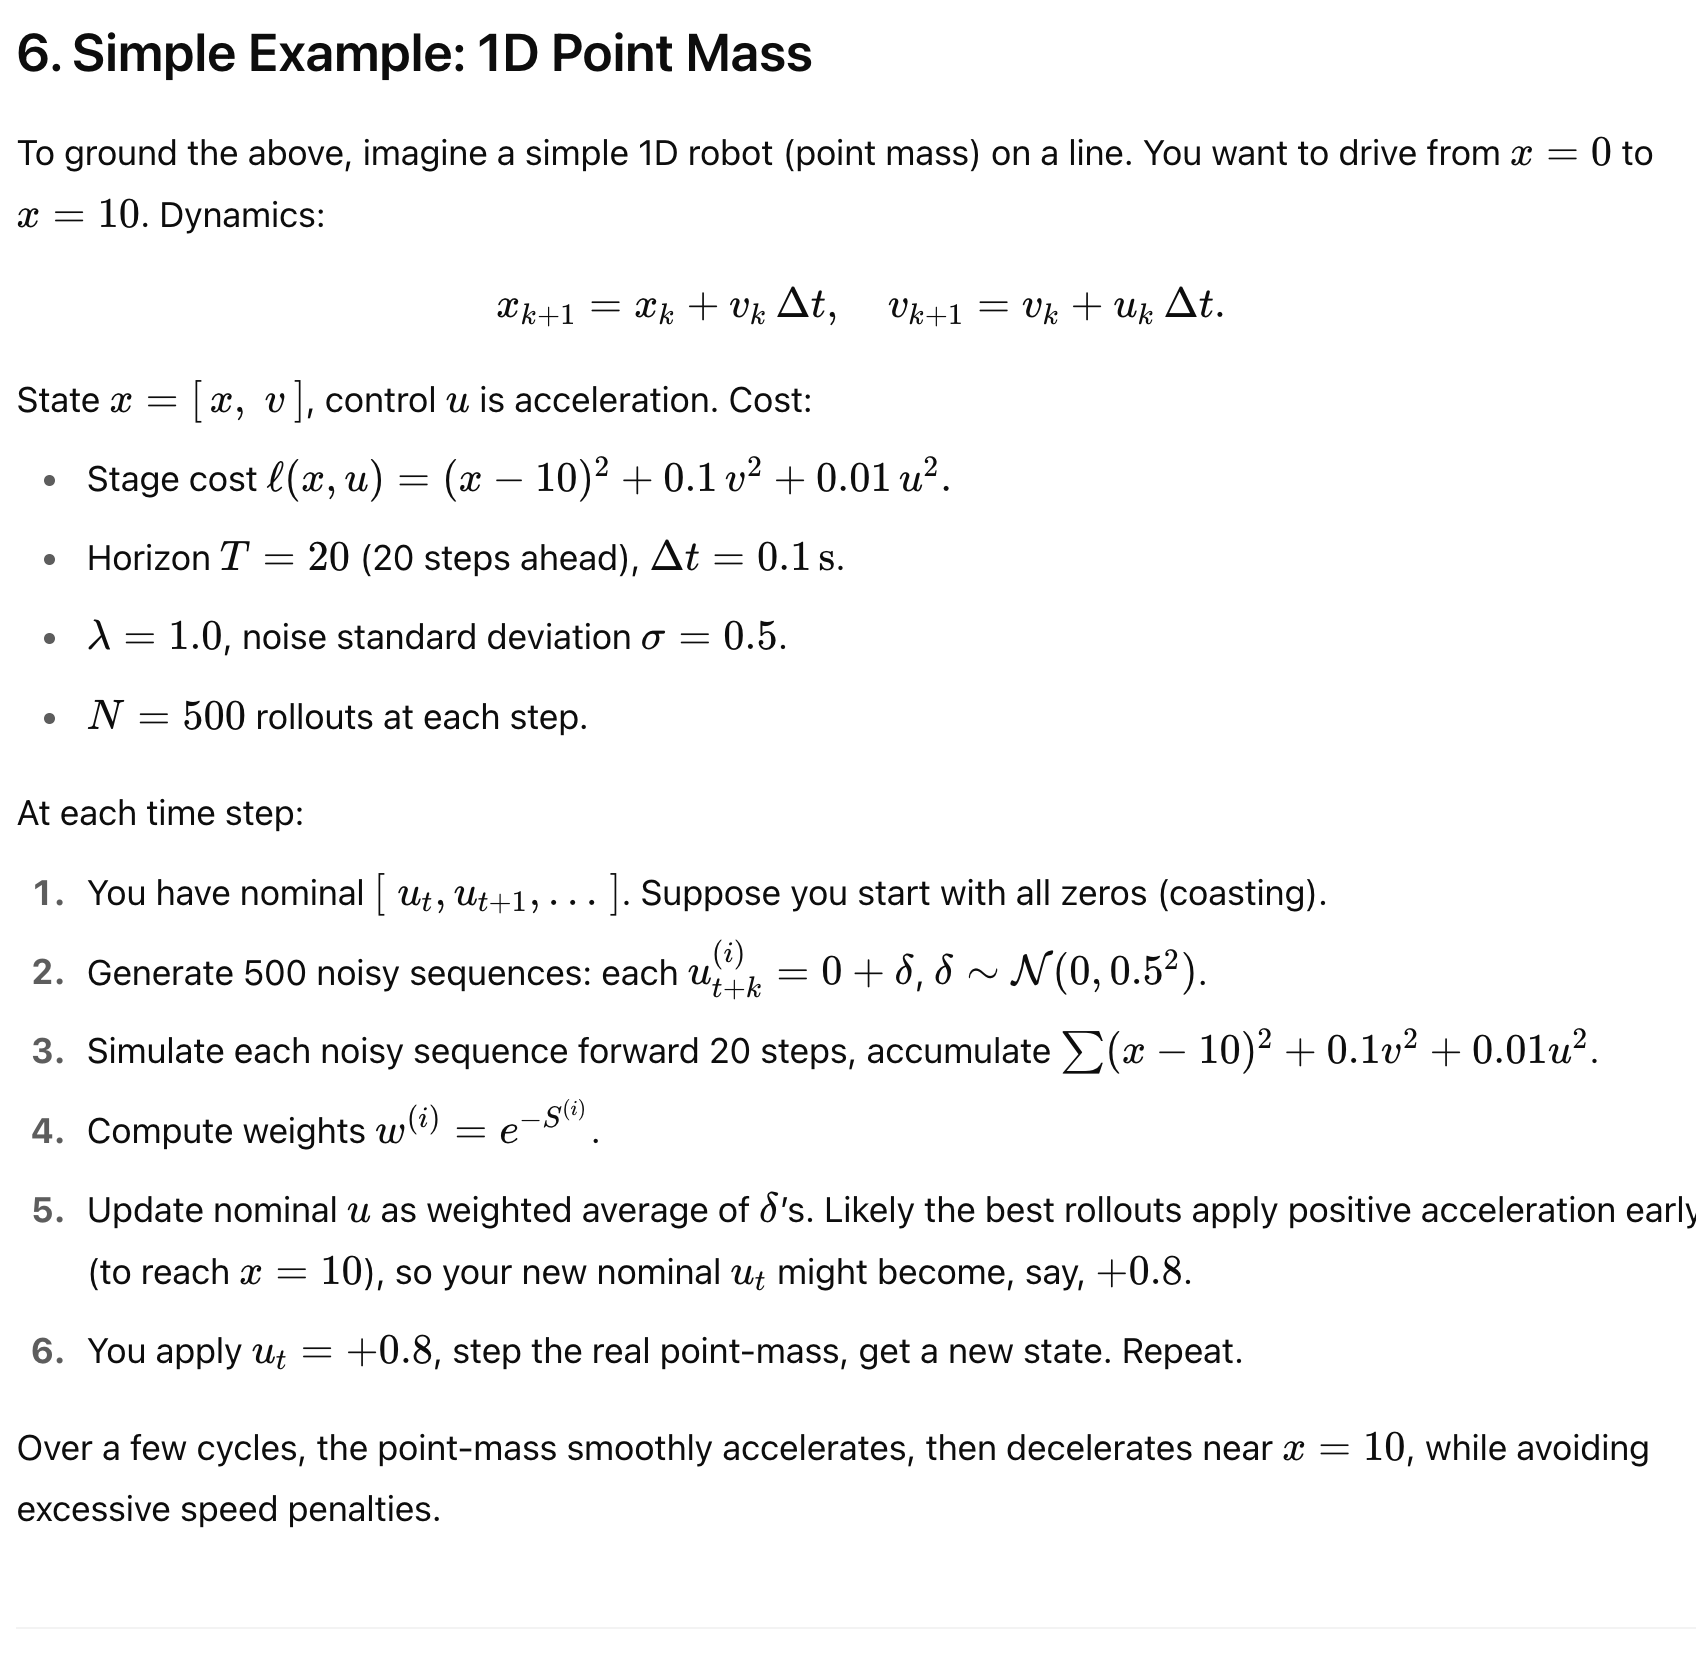 6. Simple Example: 1D Point Mass
To ground the above, imagine a simple 1D robot (point mass) on a line. You want to drive from $x = 0$ to
$x = 10$. Dynamics:
$x_{k+1} = x_k + v_k \, \Delta t, \quad v_{k+1} = v_k + u_k \, \Delta t.$
State $x = [\, x, \; v \,]$, control $u$ is acceleration. Cost:
• Stage cost $\ell(x, u) = (x - 10)^2 + 0.1 \, v^2 + 0.01 \, u^2$.
• Horizon $T = 20$ (20 steps ahead), $\Delta t = 0.1 \, \mathrm{s}$.
• $\lambda = 1.0$, noise standard deviation $\sigma = 0.5$.
• $N = 500$ rollouts at each step.
At each time step:
1. You have nominal $[\, u_t, u_{t+1}, \ldots \,]$. Suppose you start with all zeros (coasting).
2. Generate 500 noisy sequences: each $u_{t+k}^{(i)} = 0 + \delta$, $\delta \sim \mathcal{N}(0, 0.5^2)$.
3. Simulate each noisy sequence forward 20 steps, accumulate $\sum (x - 10)^2 + 0.1v^2 + 0.01u^2$.
4. Compute weights $w^{(i)} = e^{-S^{(i)}}$.
5. Update nominal $u$ as weighted average of $\delta$'s. Likely the best rollouts apply positive acceleration early
(to reach $x = 10$), so your new nominal $u_t$ might become, say, $+0.8$.
6. You apply $u_t = +0.8$, step the real point-mass, get a new state. Repeat.
Over a few cycles, the point-mass smoothly accelerates, then decelerates near $x = 10$, while avoiding
excessive speed penalties.